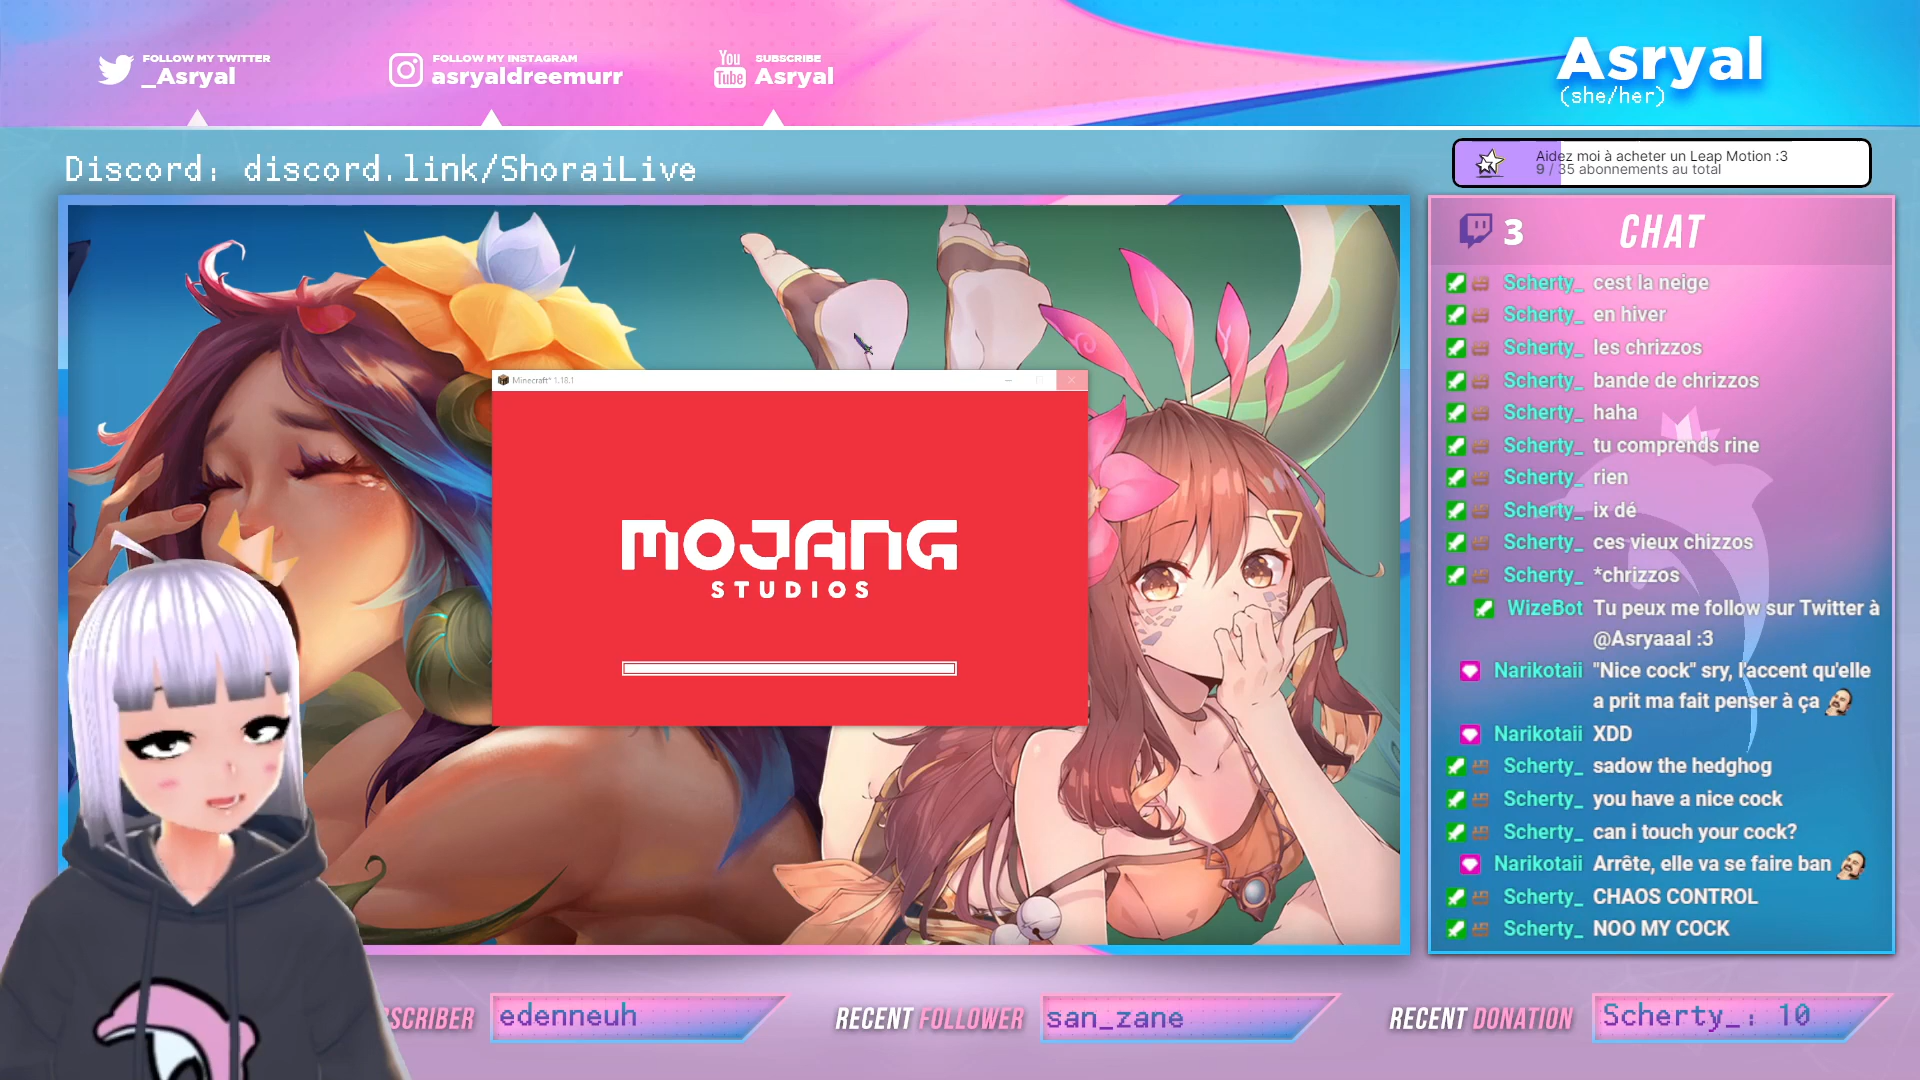 FOLLOW MY TWITTER
_Asryal
FOLLOW MY INSTAGRAM
asryaldreemurr
You
Tube
SUBSCRIBE
Asryal
Asryal
(she/her)
Discord: discord.link/ShoraiLive
Aidez moi à acheter un Leap Motion :3
9 / 35 abonnements au total
3
CHAT
Scherty_ cest la neige
Scherty_ en hiver
Scherty_ les chrizzos
Scherty_ bande de chrizzos
Scherty_ haha
Scherty_ tu comprends rine
Scherty_ rien
Scherty_ ix dé
Scherty_ ces vieux chizzos
Scherty_ *chrizzos
WizeBot Tu peux me follow sur Twitter à
@Asryaaal :3
Narikotaii "Nice cock" sry, l'accent qu'elle
a prit ma fait penser à ça
Narikotaii XDD
Scherty_ sadow the hedghog
Scherty_ you have a nice cock
Scherty_ can i touch your cock?
Narikotaii Arrête, elle va se faire ban
Scherty_ CHAOS CONTROL
Scherty_ NOO MY COCK
Minecraft* 1.18.1
MOJANG
STUDIOS
SCRIBER
edenneuh
RECENT FOLLOWER
san_zane
RECENT DONATION
Scherty_: 10